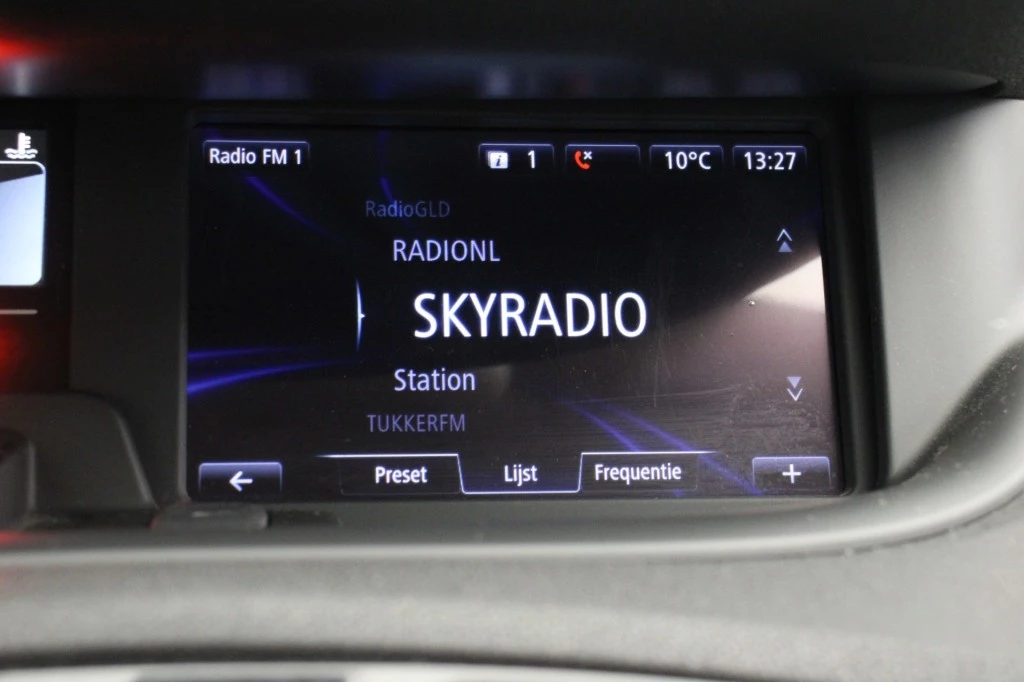 Radio FM 1
i 1
10°C
13:27
RadioGLD
RADIONL
SKYRADIO
Station
TUKKERFM
Preset
Lijst
Frequentie
+